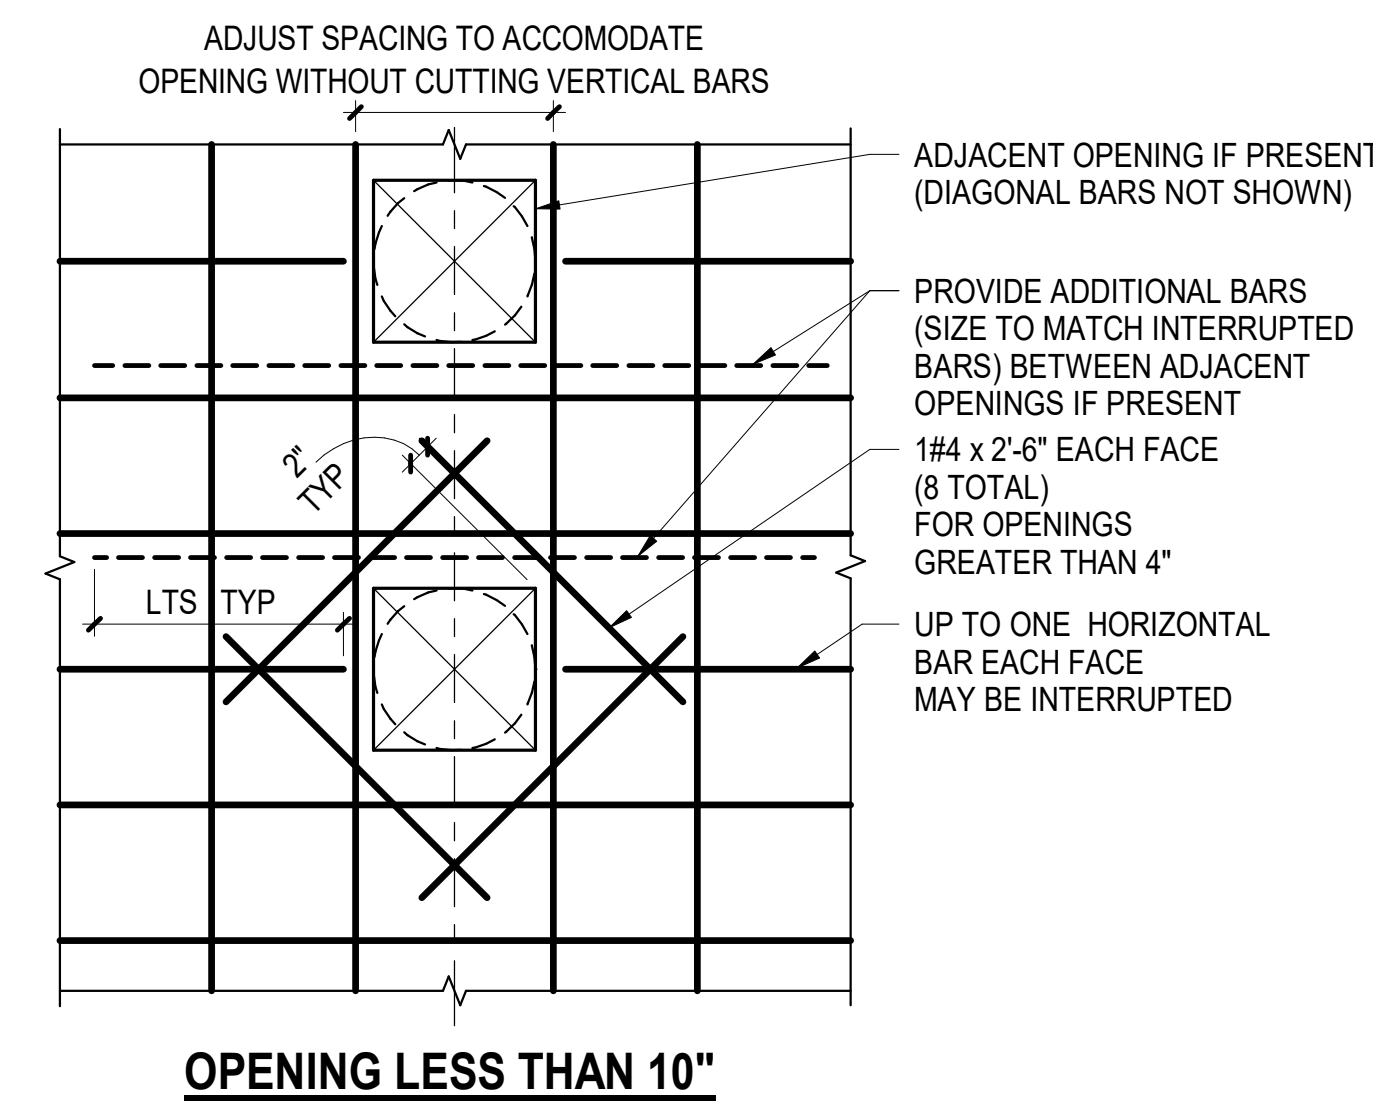 ADJUST SPACING TO ACCOMODATE
OPENING WITHOUT CUTTING VERTICAL BARS
ADJACENT OPENING IF PRESENT
(DIAGONAL BARS NOT SHOWN)
PROVIDE ADDITIONAL BARS
(SIZE TO MATCH INTERRUPTED
BARS) BETWEEN ADJACENT
OPENINGS IF PRESENT
2"
TYP
1#4 x 2'-6" EACH FACE
(8 TOTAL)
FOR OPENINGS
GREATER THAN 4"
LTS TYP
UP TO ONE HORIZONTAL
BAR EACH FACE
MAY BE INTERRUPTED
OPENING LESS THAN 10"